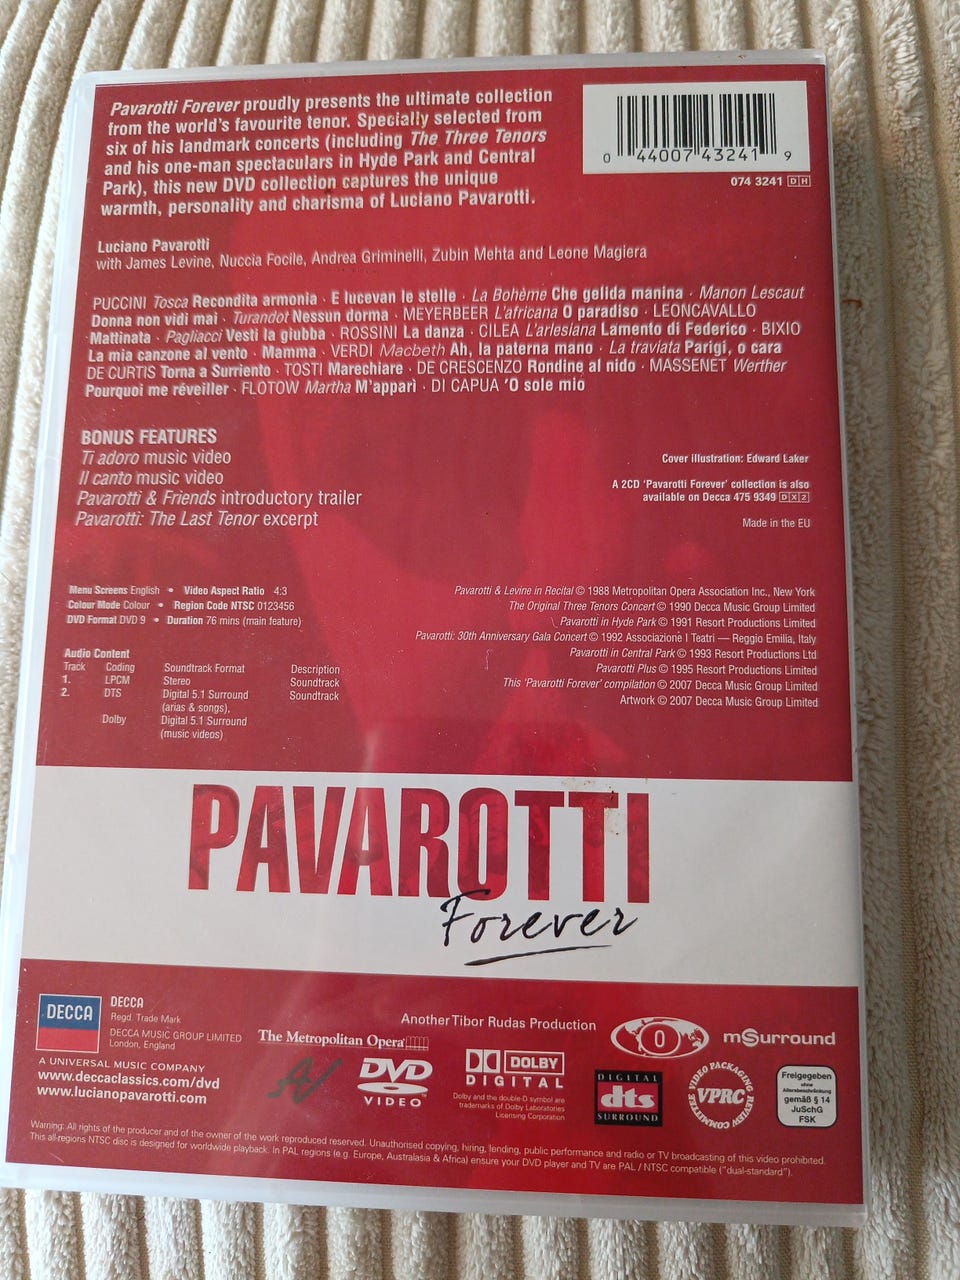 Pavarotti Forever proudly presents the ultimate collection
from the world's favourite tenor. Specially selected from
six of his landmark concerts (including The Three Tenors
and his one-man spectaculars in Hyde Park and Central
Park), this new DVD collection captures the unique
warmth, personality and charisma of Luciano Pavarotti.
0 44007 43241 9
074 3241 DH
Luciano Pavarotti
with James Levine, Nuccia Focile, Andrea Griminelli, Zubin Mehta and Leone Magiera
PUCCINI Tosca Recondita armonia · E lucevan le stelle · La Bohème Che gelida manina · Manon Lescaut
Donna non vidi mai · Turandot Nessun dorma · MEYERBEER L'africana O paradiso · LEONCAVALLO
Mattinata · Pagliacci Vesti la giubba · ROSSINI La danza · CILEA L'arlesiana Lamento di Federico · BIXIO
La mia canzone al vento · Mamma · VERDI Macbeth Ah, la paterna mano · La traviata Parigi, o cara
DE CURTIS Torna a Surriento · TOSTI Marechiare · DE CRESCENZO Rondine al nido · MASSENET Werther
Pourquoi me réveiller · FLOTOW Martha M'apparì · DI CAPUA 'O sole mio
BONUS FEATURES
Ti adoro music video
Il canto music video
Pavarotti & Friends introductory trailer
Pavarotti: The Last Tenor excerpt
Cover illustration: Edward Laker
A 2CD 'Pavarotti Forever' collection is also
available on Decca 475 9349 DX2
Made in the EU
Menu Screens English • Video Aspect Ratio 4:3
Colour Mode Colour • Region Code NTSC 0123456
DVD Format DVD 9 • Duration 76 mins (main feature)
Audio Content
Track Coding Soundtrack Format Description
1. LPCM Stereo Soundtrack
2. DTS Digital 5.1 Surround Soundtrack
(arias & songs),
Dolby Digital 5.1 Surround
(music videos)
Pavarotti & Levine in Recital © 1988 Metropolitan Opera Association Inc., New York
The Original Three Tenors Concert © 1990 Decca Music Group Limited
Pavarotti in Hyde Park © 1991 Resort Productions Limited
Pavarotti: 30th Anniversary Gala Concert © 1992 Associazione I Teatri — Reggio Emilia, Italy
Pavarotti in Central Park © 1993 Resort Productions Ltd
Pavarotti Plus © 1995 Resort Productions Limited
This 'Pavarotti Forever' compilation © 2007 Decca Music Group Limited
Artwork © 2007 Decca Music Group Limited
PAVAROTTI
Forever
DECCA
DECCA
Regd. Trade Mark
DECCA MUSIC GROUP LIMITED
London, England
A UNIVERSAL MUSIC COMPANY
www.deccaclassics.com/dvd
www.lucianopavarotti.com
The Metropolitan Opera
Another Tibor Rudas Production
0
mSurround
DVD
VIDEO
DOLBY
DIGITAL
Dolby and the double-D symbol are
trademarks of Dolby Laboratories
Licensing Corporation
DIGITAL
dts
SURROUND
VIDEO PACKAGING REVIEW COMMITTEE
VPRC
Freigegeben
ohne
Altersbeschränkung
gemäß § 14
JuSchG
FSK
Warning: All rights of the producer and of the owner of the work reproduced reserved. Unauthorised copying, hiring, lending, public performance and radio or TV broadcasting of this video prohibited.
This all-regions NTSC disc is designed for worldwide playback. In PAL regions (e.g. Europe, Australasia & Africa) ensure your DVD player and TV are PAL / NTSC compatible ("dual-standard").